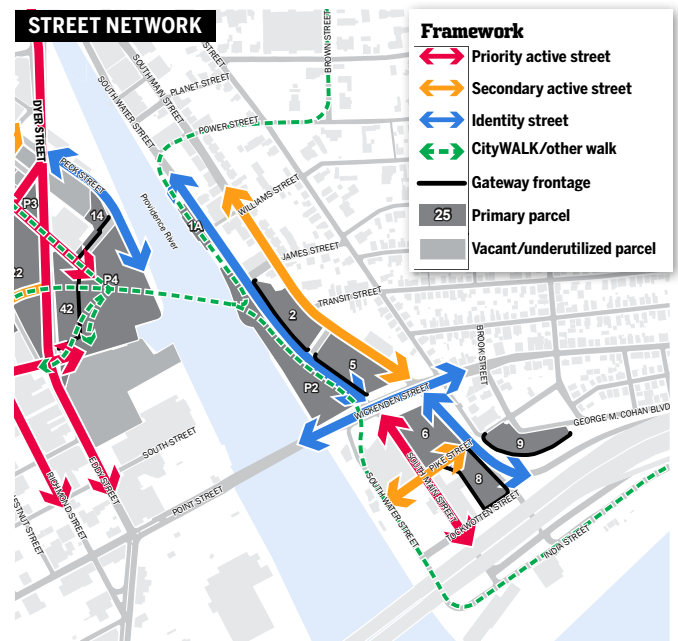 STREET NETWORK
Framework
Priority active street
Secondary active street
Identity street
CityWALK/other walk
Gateway frontage
25
Primary parcel
Vacant/underutilized parcel
BROWN STREET
SOUTH MAIN STREET
PLANET STREET
SOUTH WATER STREET
POWER STREET
DYER STREET
PECK STREET
WILLIAMS STREET
P3
14
Providence River
1A
JAMES STREET
22
P4
TRANSIT STREET
42
2
BROOK STREET
5
P2
WICKENDEN STREET
GEORGE M. COHAN BLVD
6
9
PIKE STREET
SOUTH STREET
8
SOUTH MAIN STREET
EDDY STREET
RICHMOND STREET
POINT STREET
SOUTH WATER STREET
TOCKWOTTEN STREET
INDIA STREET